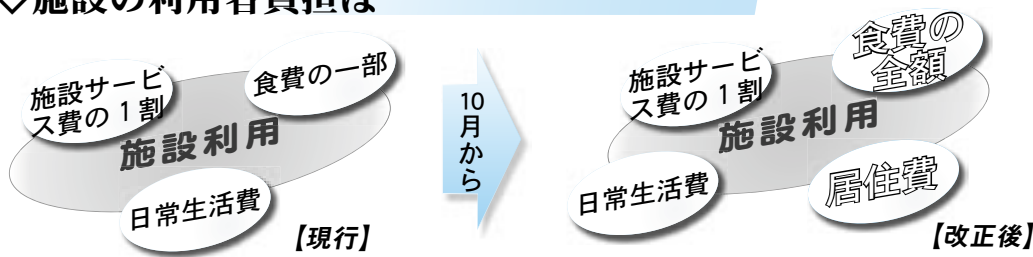 ◇施設の利用者負担は
施設サービ
ス費の1割
食費の一部
施設利用
日常生活費
【現行】
10月から
施設サービ
ス費の1割
食費の
全額
施設利用
日常生活費
居住費
【改正後】